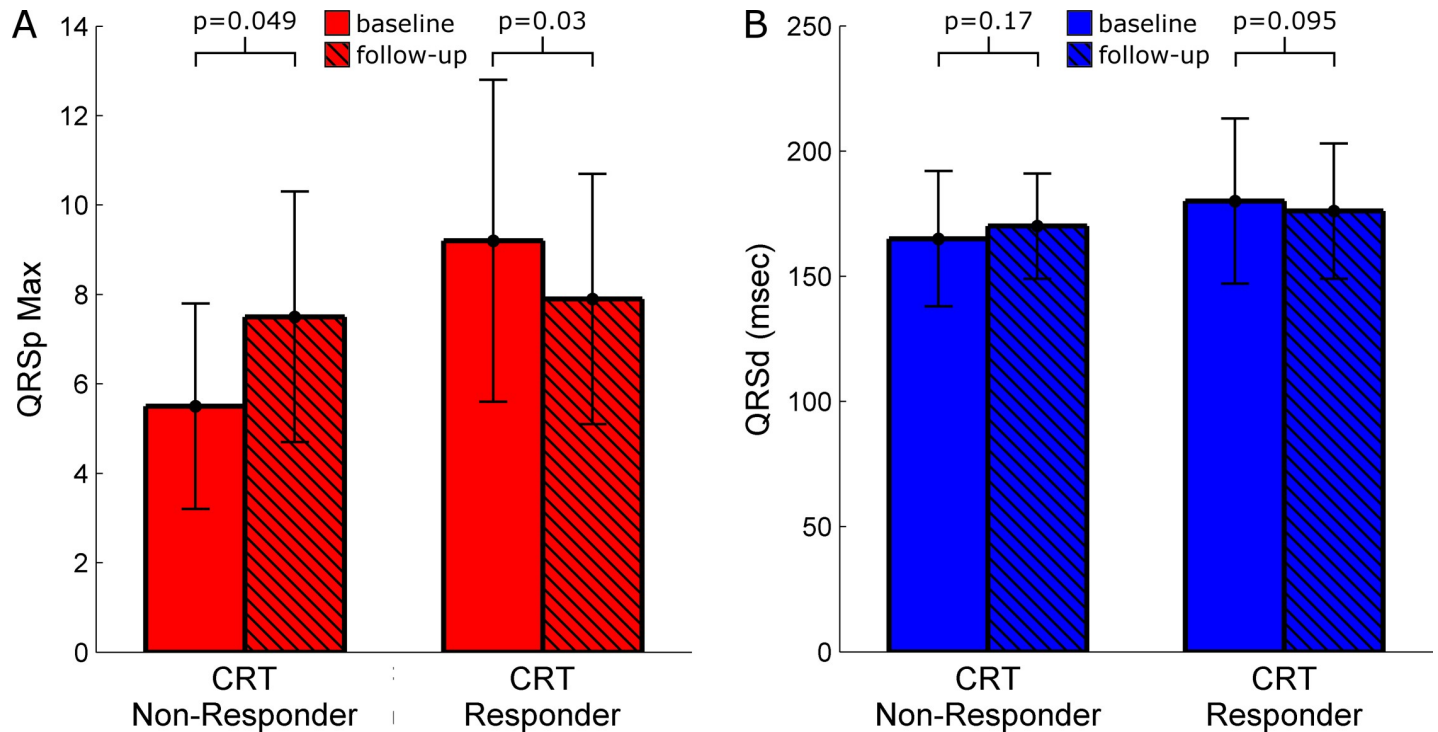 A
p=0.049
baseline
follow-up
p=0.03
QRSp Max
14
12
10
8
6
4
2
0
CRT
Non-Responder
CRT
Responder
B
p=0.17
baseline
follow-up
p=0.095
QRSd (msec)
250
200
150
100
50
0
CRT
Non-Responder
CRT
Responder